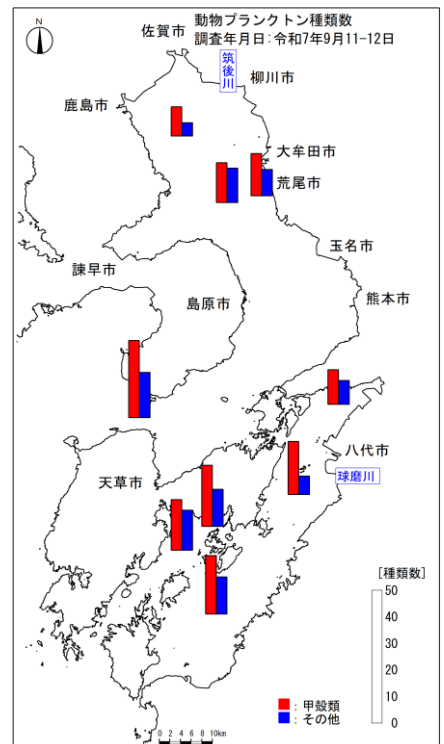 動物プランクトン種類数
調査年月日:令和7年9月11-12日
N
佐賀市
筑後川
柳川市
鹿島市
大牟田市
荒尾市
玉名市
諫早市
島原市
熊本市
八代市
球磨川
天草市
[種類数]
50
40
30
20
10
0
:甲殻類
:その他
0 2 4 6 8 10km